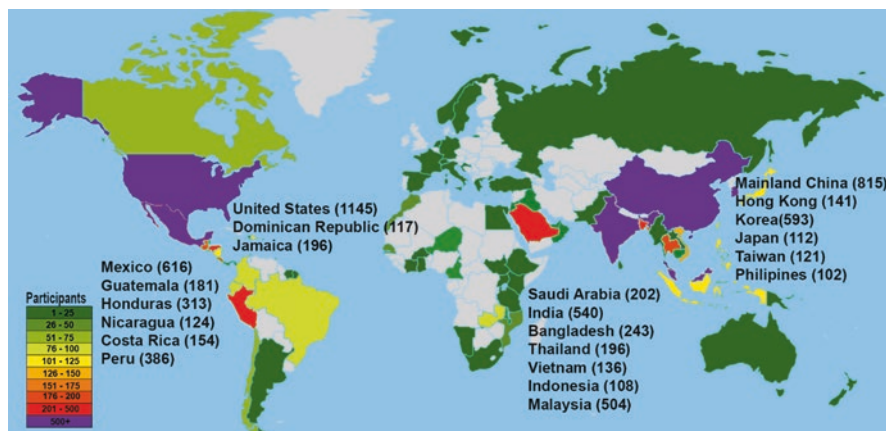 United States (1145)
Dominican Republic (117)
Jamaica (196)
Mexico (616)
Guatemala (181)
Honduras (313)
Nicaragua (124)
Costa Rica (154)
Peru (386)
Mainland China (815)
Hong Kong (141)
Korea(593)
Japan (112)
Taiwan (121)
Philipines (102)
Saudi Arabia (202)
India (540)
Bangladesh (243)
Thailand (196)
Vietnam (136)
Indonesia (108)
Malaysia (504)
Participants
1 - 25
26 - 50
51 - 75
76 - 100
101 - 125
126 - 150
151 - 175
176 - 200
201 - 500
500+